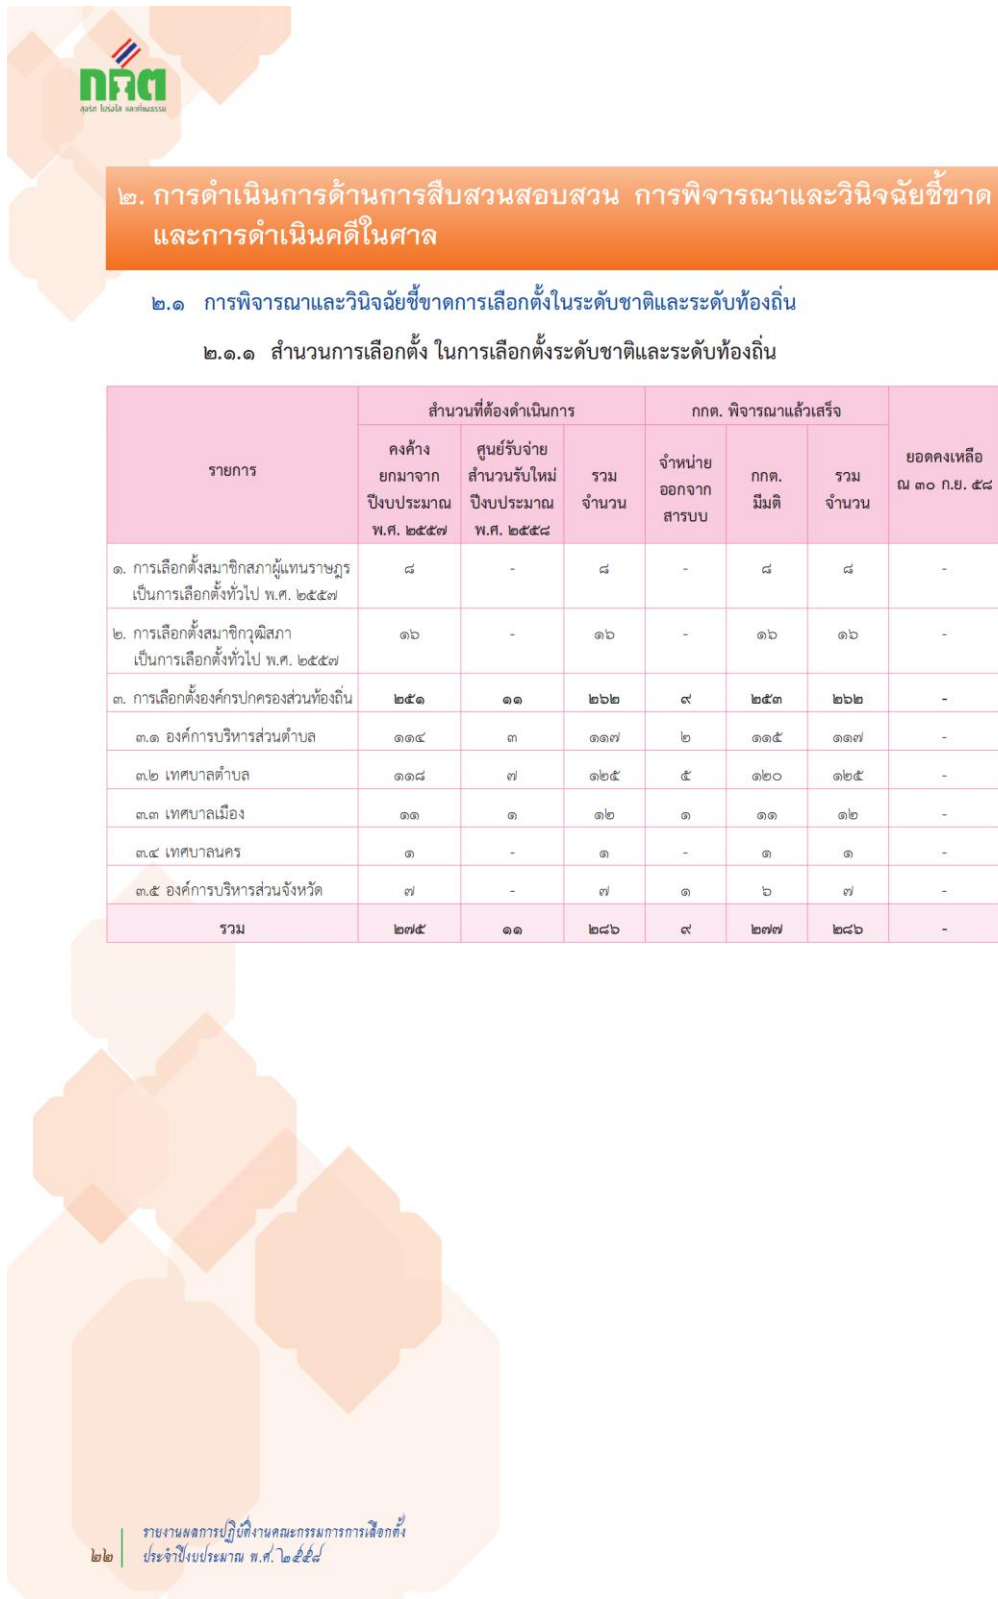 กกต
สุจริต โปร่งใส และเที่ยงธรรม
๒. การดำเนินการด้านการสืบสวนสอบสวน การพิจารณาและวินิจฉัยชี้ขาด
และการดำเนินคดีในศาล
๒.๑ การพิจารณาและวินิจฉัยชี้ขาดการเลือกตั้งในระดับชาติและระดับท้องถิ่น
๒.๑.๑ สำนวนการเลือกตั้ง ในการเลือกตั้งระดับชาติและระดับท้องถิ่น
สำนวนที่ต้องดำเนินการ กกต. พิจารณาแล้วเสร็จ
รายการ
คงค้าง
ยกมาจาก
ปีงบประมาณ
พ.ศ. ๒๕๕๗
ศูนย์รับจ่าย
สำนวนรับใหม่
ปีงบประมาณ
พ.ศ. ๒๕๕๘
รวม
จำนวน
จำหน่าย
ออกจาก
สารบบ
กกต.
มีมติ
รวม
จำนวน
ยอดคงเหลือ
ณ ๓๐ ก.ย. ๕๘
๑. การเลือกตั้งสมาชิกสภาผู้แทนราษฎร ๘ - ๘ - ๘ ๘ -
เป็นการเลือกตั้งทั่วไป พ.ศ. ๒๕๕๗
๒. การเลือกตั้งสมาชิกวุฒิสภา ๑๖ - ๑๖ - ๑๖ ๑๖ -
เป็นการเลือกตั้งทั่วไป พ.ศ. ๒๕๕๗
๓. การเลือกตั้งองค์กรปกครองส่วนท้องถิ่น ๒๕๑ ๑๑ ๒๖๒ ๙ ๒๕๓ ๒๖๒ -
๓.๑ องค์การบริหารส่วนตำบล ๑๑๔ ๓ ๑๑๗ ๒ ๑๑๕ ๑๑๗ -
๓.๒ เทศบาลตำบล ๑๑๘ ๗ ๑๒๕ ๕ ๑๒๐ ๑๒๕ -
๓.๓ เทศบาลเมือง ๑๑ ๑ ๑๒ ๑ ๑๑ ๑๒ -
๓.๔ เทศบาลนคร ๑ - ๑ - ๑ ๑ -
๓.๕ องค์การบริหารส่วนจังหวัด ๗ - ๗ ๑ ๖ ๗ -
รวม ๒๗๕ ๑๑ ๒๘๖ ๙ ๒๗๗ ๒๘๖ -
รายงานผลการปฏิบัติงานคณะกรรมการการเลือกตั้ง
๒๒ ประจำปีงบประมาณ พ.ศ. ๒๕๕๘